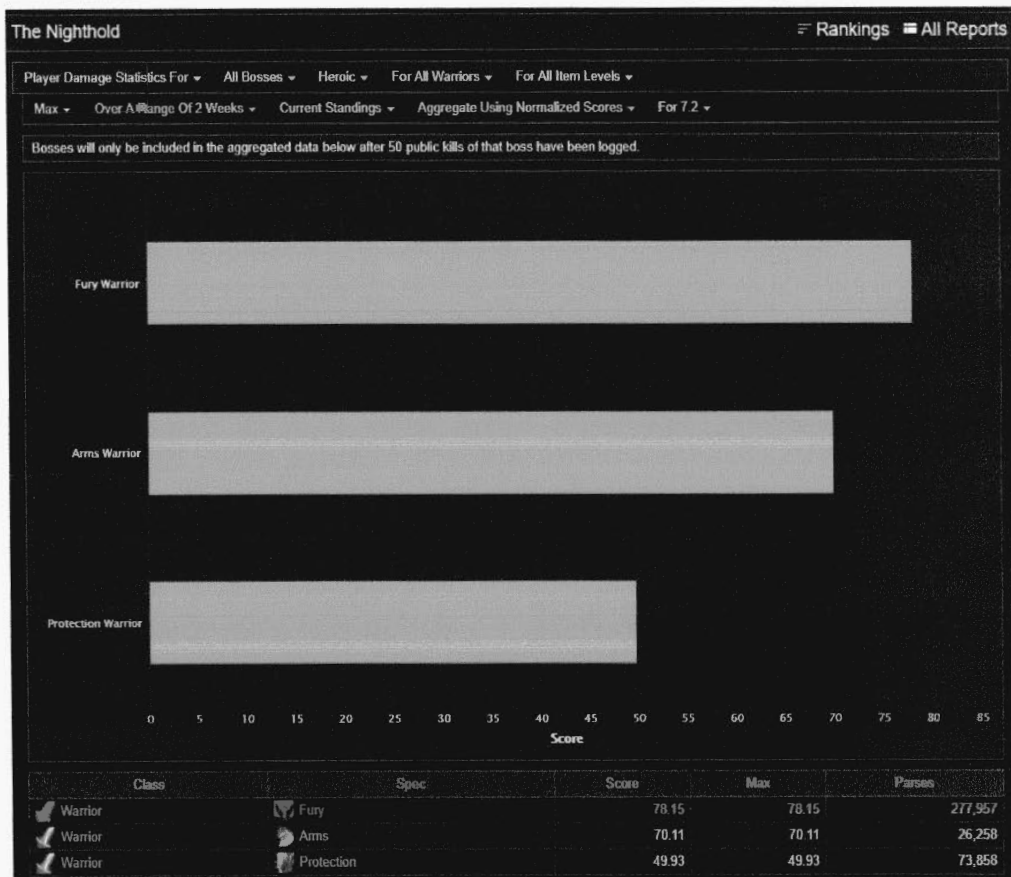 The Nighthold
Rankings All Reports
Player Damage Statistics For All Bosses Heroic For All Warriors For All Item Levels
Max Over A Range Of 2 Weeks Current Standings Aggregate Using Normalized Scores For 7.2
Bosses will only be included in the aggregated data below after 50 public kills of that boss have been logged.
Fury Warrior
Arms Warrior
Protection Warrior
0 5 10 15 20 25 30 35 40 45 50 55 60 65 70 75 80 85
Score
Class Spec Score Max Parses
Warrior Fury 78.15 78.15 277,957
Warrior Arms 70.11 70.11 26,258
Warrior Protection 49.93 49.93 73,858